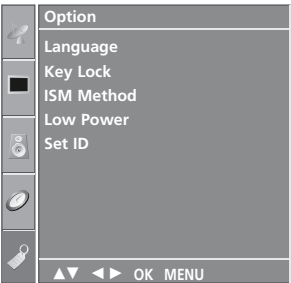 Option
Language
Key Lock
ISM Method
Low Power
Set ID
▲▼ ◄► OK MENU